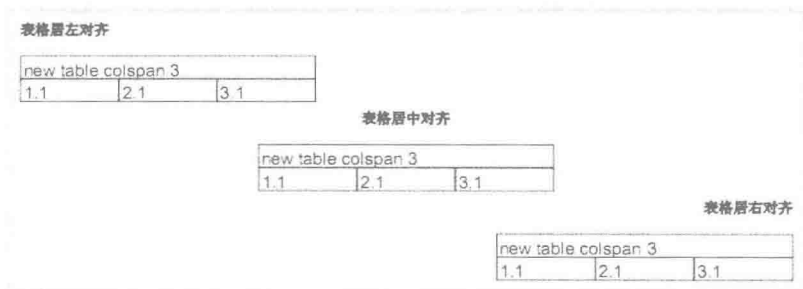 表格居左对齐
new table colspan 3
1.1 2.1 3.1
表格居中对齐
new table colspan 3
1.1 2.1 3.1
表格居右对齐
new table colspan 3
1.1 2.1 3.1